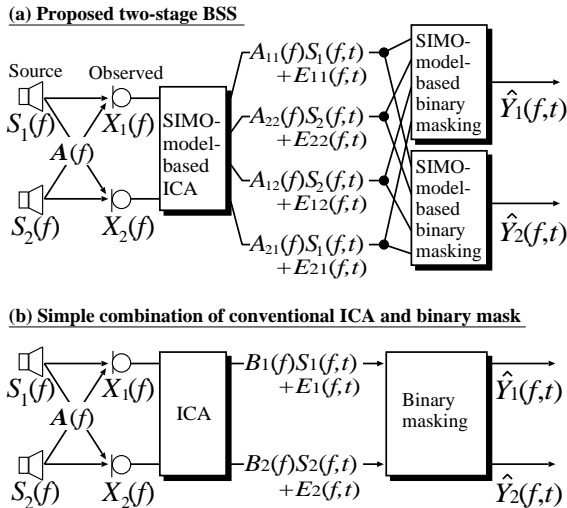 (a) Proposed two-stage BSS
Source
Observed
S1(f)
X1(f)
A(f)
S2(f)
X2(f)
SIMO-
model-
based
ICA
A11(f)S1(f,t)
+E11(f,t)
A22(f)S2(f,t)
+E22(f,t)
A12(f)S2(f,t)
+E12(f,t)
A21(f)S1(f,t)
+E21(f,t)
SIMO-
model-
based
binary
masking
Ŷ1(f,t)
SIMO-
model-
based
binary
masking
Ŷ2(f,t)
(b) Simple combination of conventional ICA and binary mask
S1(f)
X1(f)
A(f)
S2(f)
X2(f)
ICA
B1(f)S1(f,t)
+E1(f,t)
B2(f)S2(f,t)
+E2(f,t)
Binary
masking
Ŷ1(f,t)
Ŷ2(f,t)